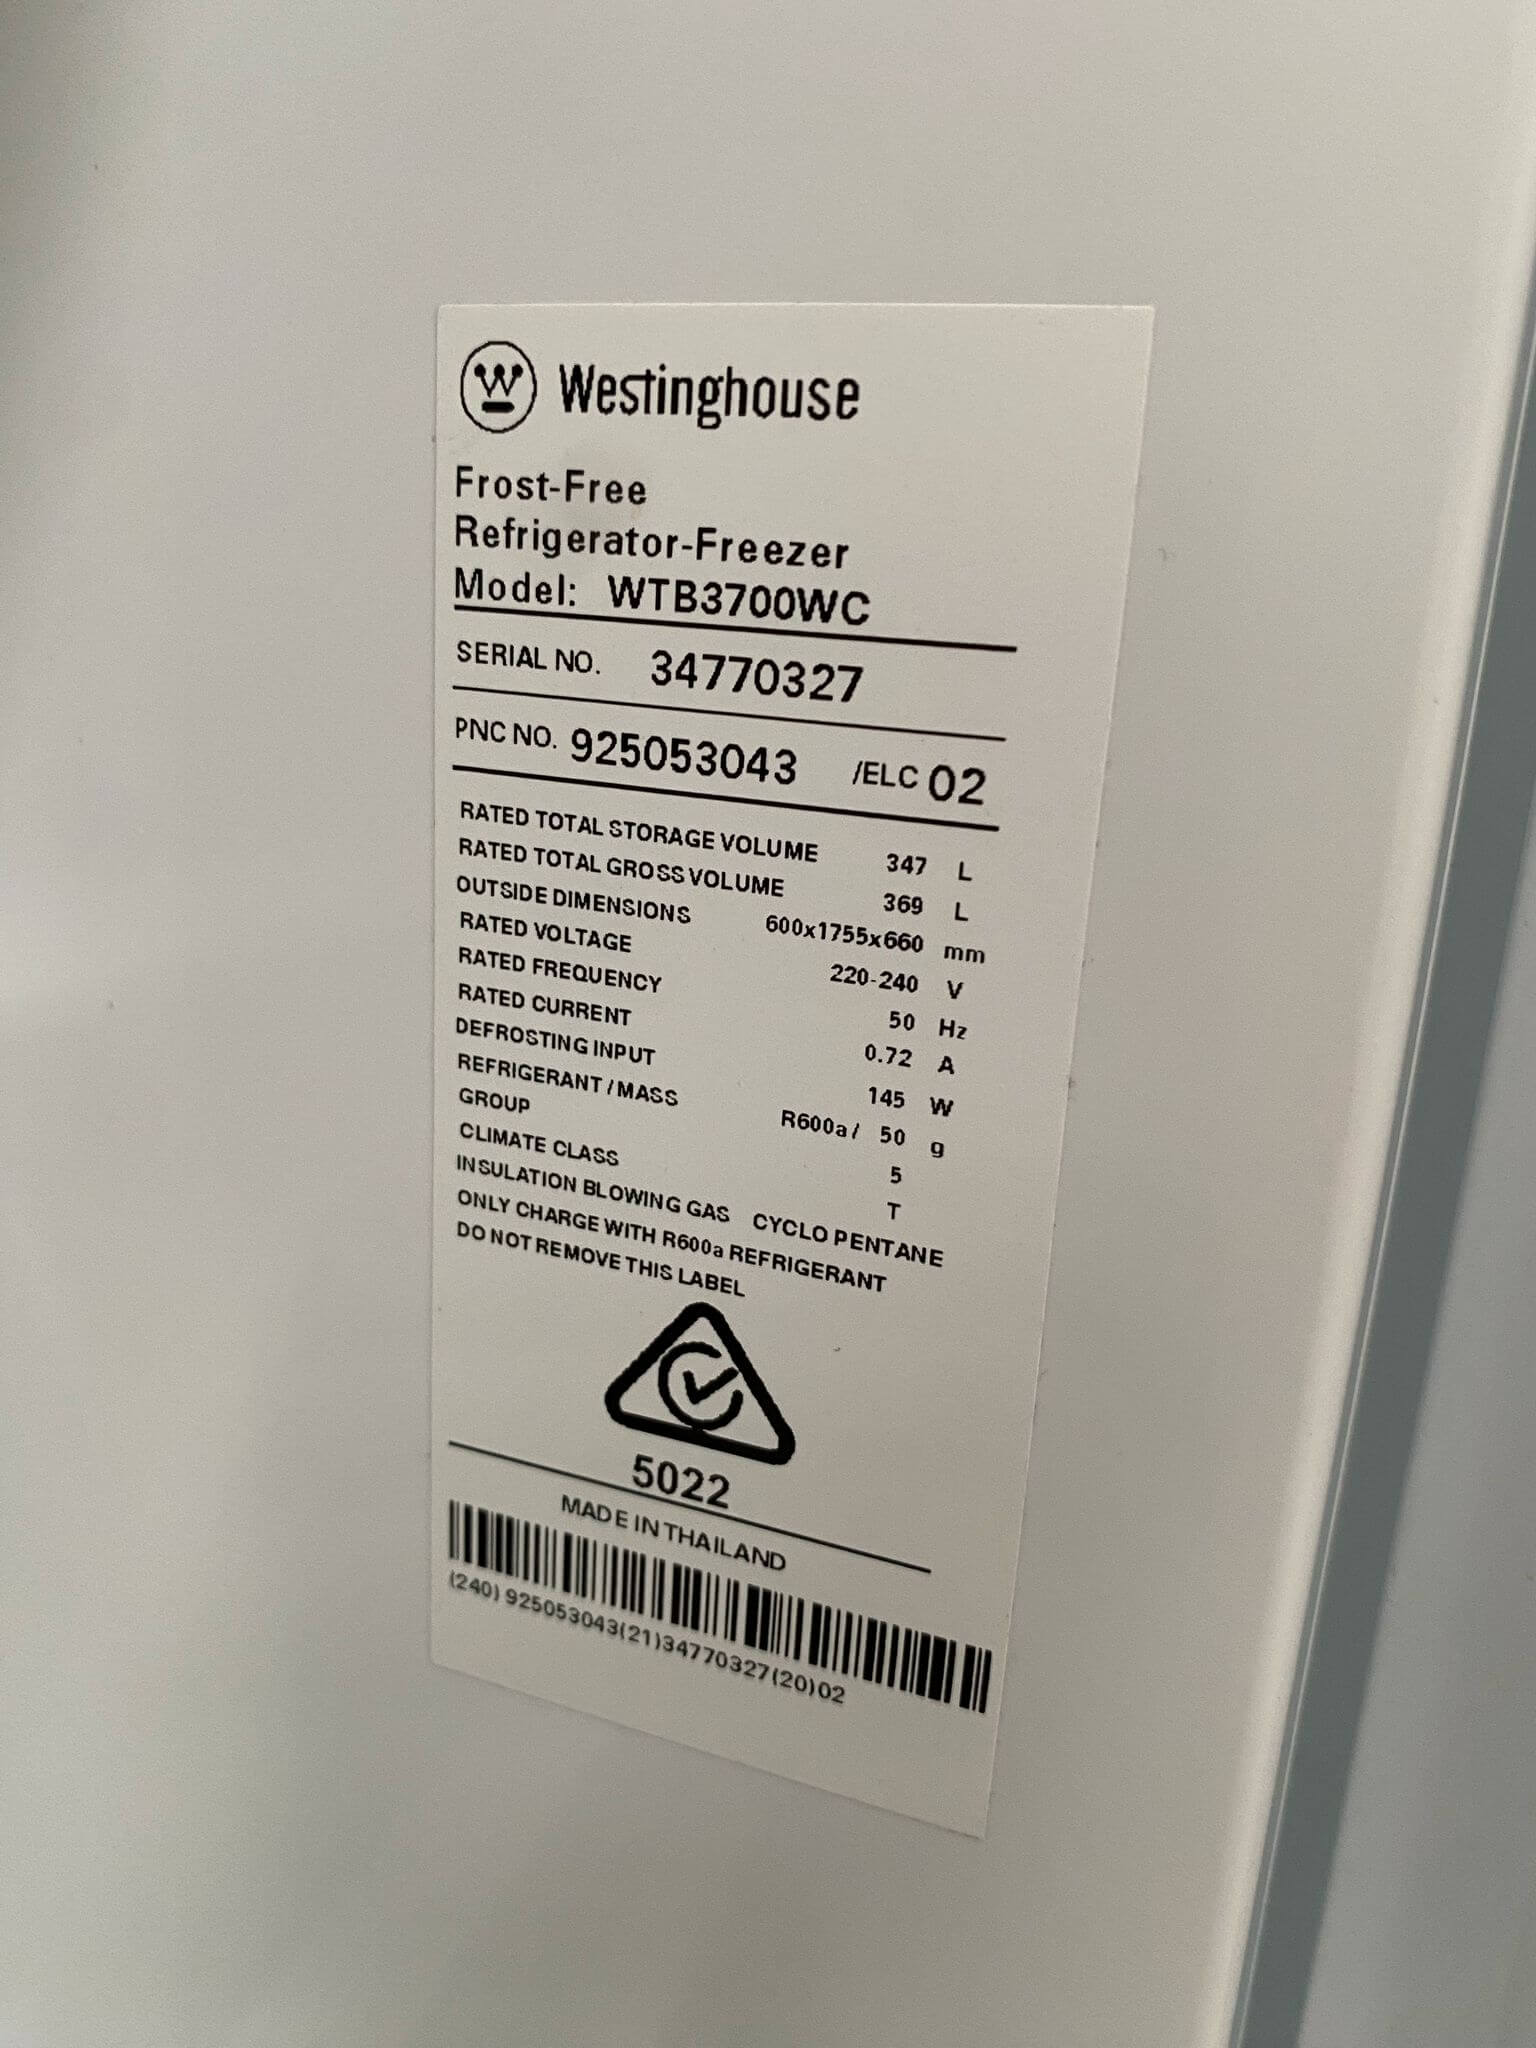 Westinghouse
Frost-Free
Refrigerator-Freezer
Model: WTB3700WC
SERIAL NO. 34770327
PNC NO. 925053043 /ELC 02
RATED TOTAL STORAGE VOLUME 347 L
RATED TOTAL GROSS VOLUME 369 L
OUTSIDE DIMENSIONS 600x1755x660 mm
RATED VOLTAGE 220-240 V
RATED FREQUENCY 50 Hz
RATED CURRENT 0.72 A
DEFROSTING INPUT 145 W
REFRIGERANT / MASS R600a / 50 g
GROUP 5
CLIMATE CLASS T
INSULATION BLOWING GAS CYCLO PENTANE
ONLY CHARGE WITH R600a REFRIGERANT
DO NOT REMOVE THIS LABEL
5022
MADE IN THAILAND
(240) 925053043(21)34770327(20)02